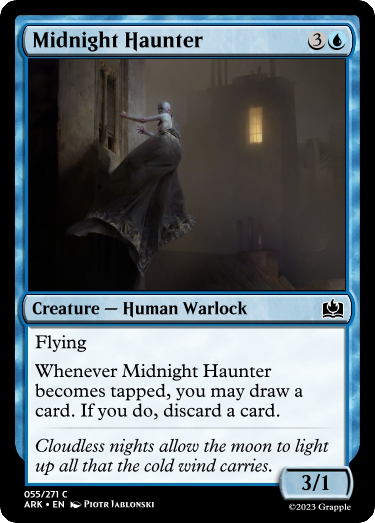 Midnight Haunter 3
Creature — Human Warlock
Flying
Whenever Midnight Haunter
becomes tapped, you may draw a
card. If you do, discard a card.
Cloudless nights allow the moon to light
up all that the cold wind carries.
3/1
055/271 C
ARK • EN Piotr Jablonski
©2023 Grapple